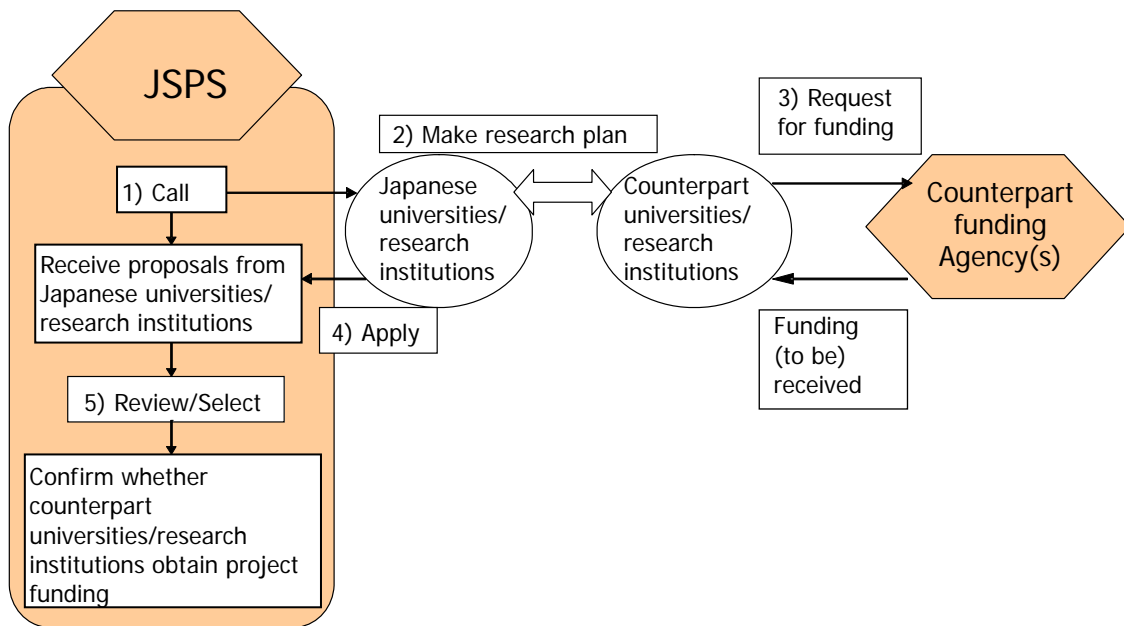 JSPS
1) Call
Receive proposals from
Japanese universities/
research institutions
5) Review/Select
Confirm whether
counterpart
universities/research
institutions obtain project
funding
2) Make research plan
Japanese
universities/
research
institutions
4) Apply
Counterpart
universities/
research
institutions
3) Request
for funding
Counterpart
funding
Agency(s)
Funding
(to be)
received